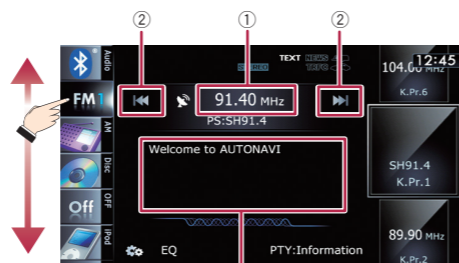 ② ① ②
Audio
TEXT NEWS
STEREO
12:45
104.00 MHz
K.Pr.6
FM1
91.40 MHz
PS:SH91.4
AM
Welcome to AUTONAVI
Disc
SH91.4
K.Pr.1
Off
OFF
iPod
89.90 MHz
K.Pr.2
EQ
PTY:Information